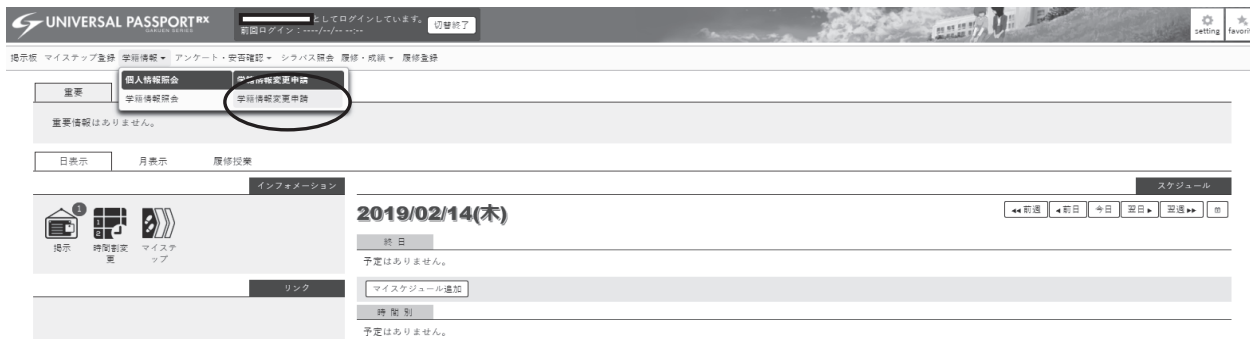 UNIVERSAL PASSPORT RX
GAKUEN SERIES
としてログインしています。
前回ログイン：----/--/-- --:--
切替終了
setting
favorit
掲示板 マイステップ登録 学籍情報▼ アンケート・安否確認▼ シラバス照会 履修・成績▼ 履修登録
個人情報照会 学籍情報変更申請
学籍情報照会 学籍情報変更申請
重要
重要情報はありません。
日表示 月表示 履修授業
インフォメーション
1
掲示
時間割変更
マイステップ
リンク
スケジュール
2019/02/14(木)
◀◀前週 ◀前日 今日 翌日▶ 翌週▶▶
終日
予定はありません。
マイスケジュール追加
時間別
予定はありません。